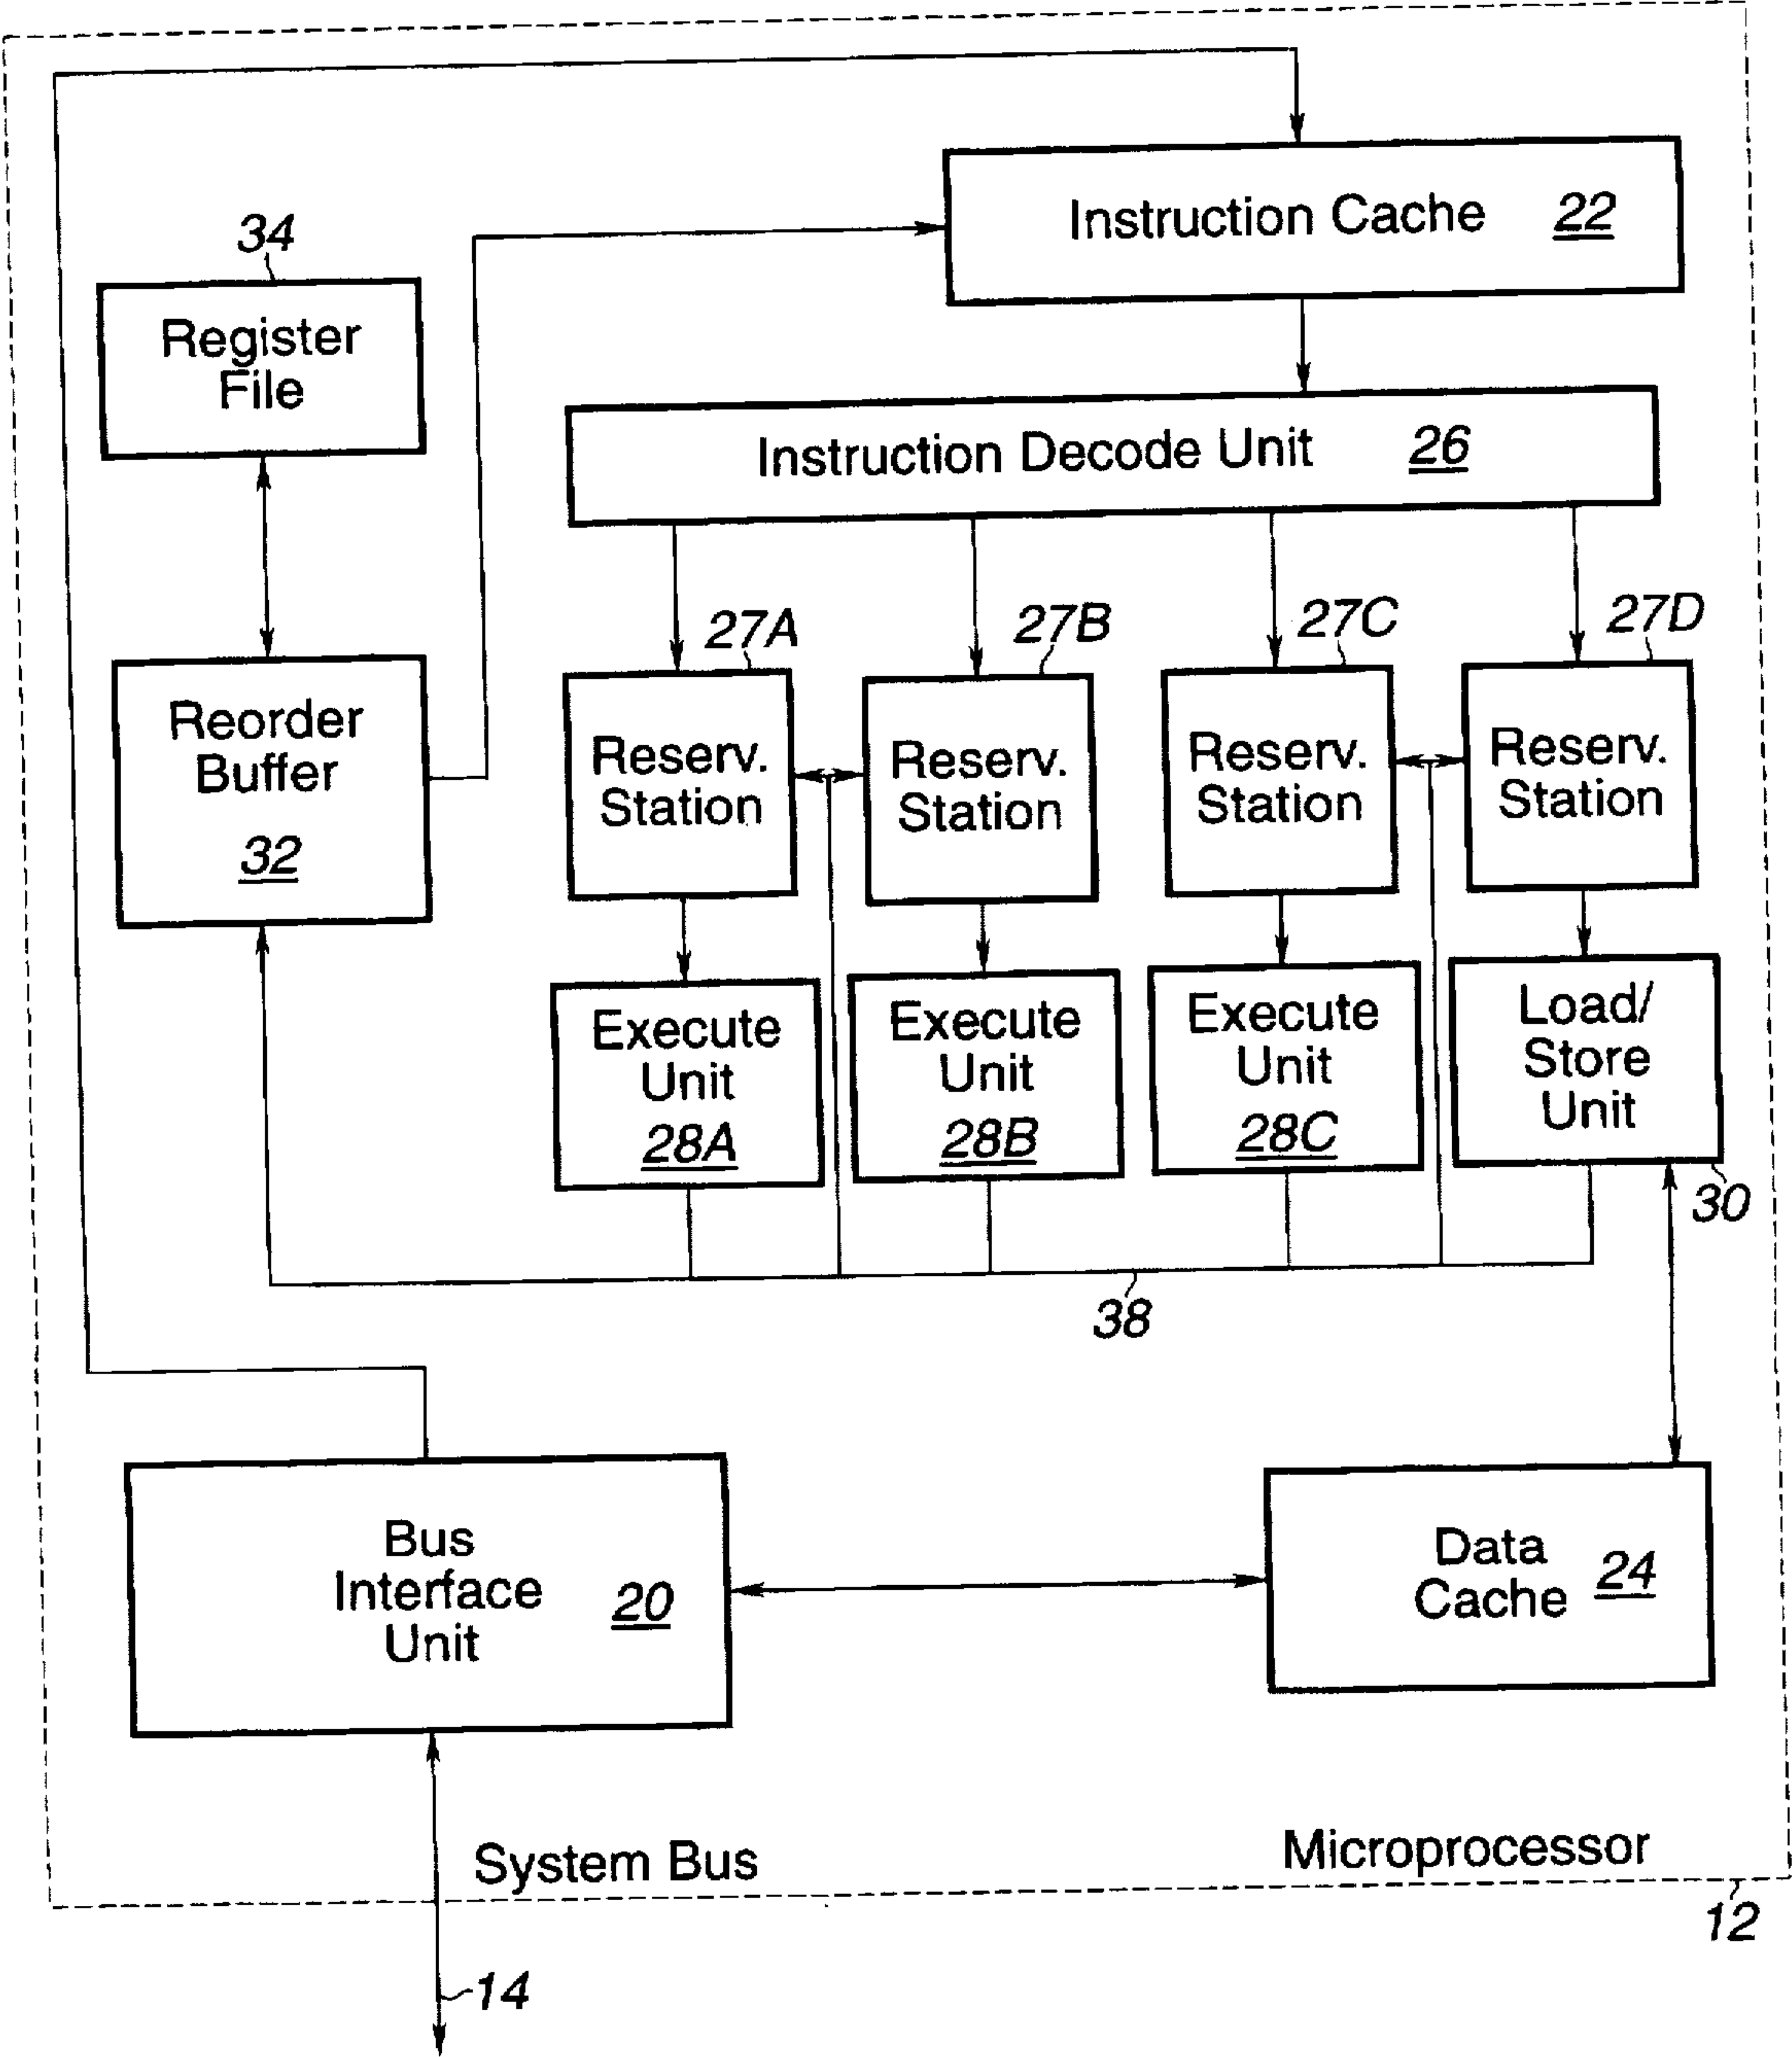 Instruction Cache 22
34
Register
File
Instruction Decode Unit 26
27A
27B
27C
27D
Reorder
Buffer
32
Reserv.
Station
Reserv.
Station
Reserv.
Station
Reserv.
Station
Execute
Unit
28A
Execute
Unit
28B
Execute
Unit
28C
Load/
Store
Unit
30
38
Bus
Interface
Unit
20
Data
Cache
24
System Bus
Microprocessor
12
14